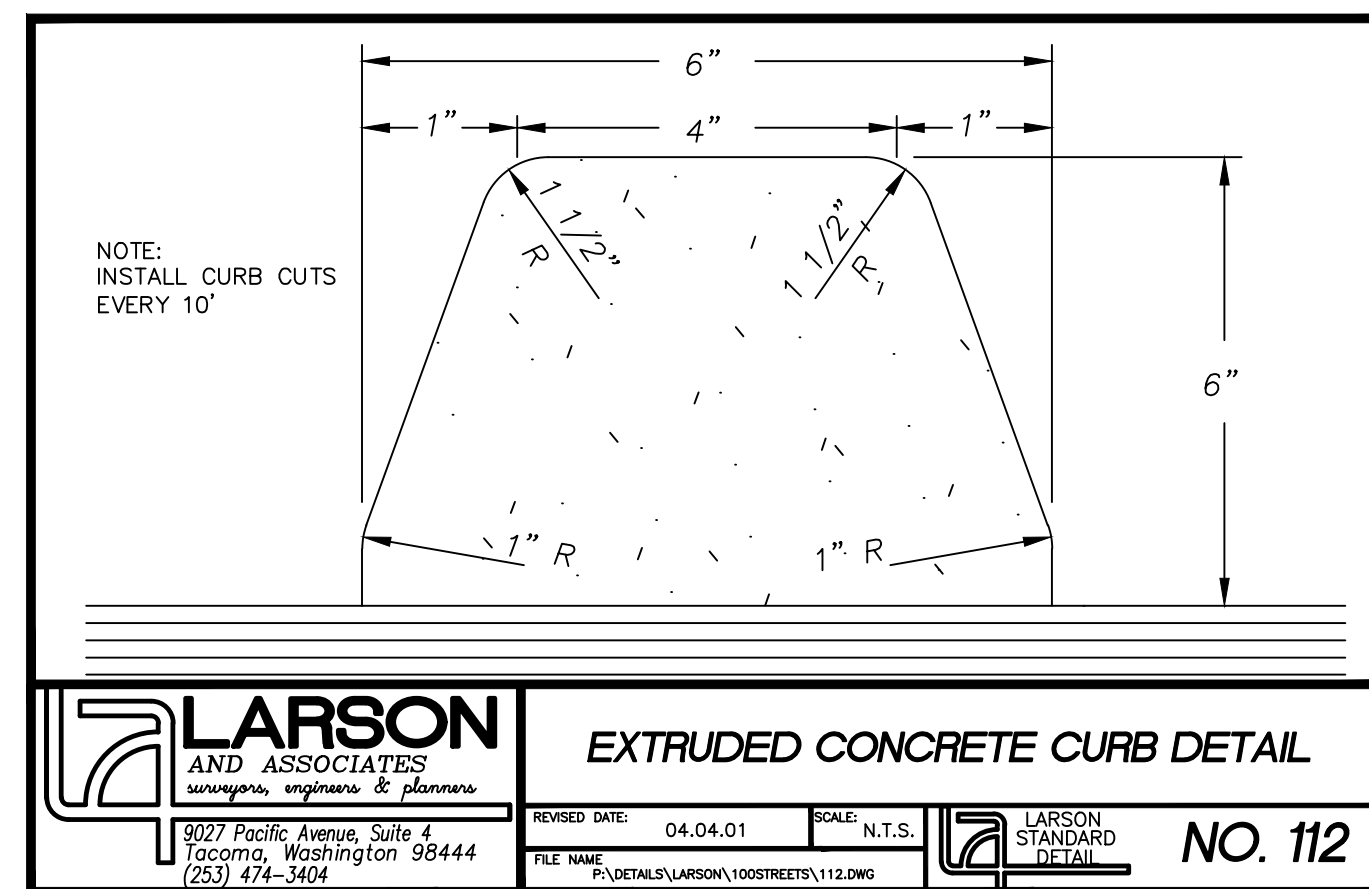 6”
1”
4”
1”
1 1/2” R
1 1/2” R
NOTE:
INSTALL CURB CUTS
EVERY 10'
6”
1” R
1” R
LARSON
AND ASSOCIATES
surveyors, engineers & planners
9027 Pacific Avenue, Suite 4
Tacoma, Washington 98444
(253) 474-3404
EXTRUDED CONCRETE CURB DETAIL
REVISED DATE: 04.04.01
SCALE: N.T.S.
FILE NAME
P:\DETAILS\LARSON\100STREETS\112.DWG
LARSON
STANDARD
DETAIL
NO. 112